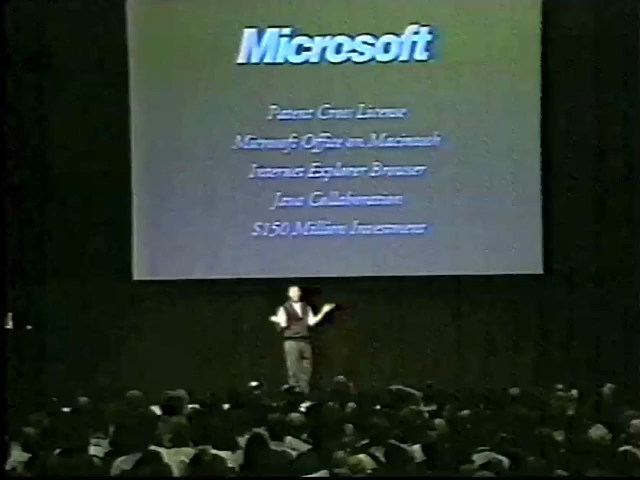 Microsoft
Patent Cross License
Microsoft Office on Macintosh
Internet Explorer Browser
Java Collaboration
$150 Million Investment